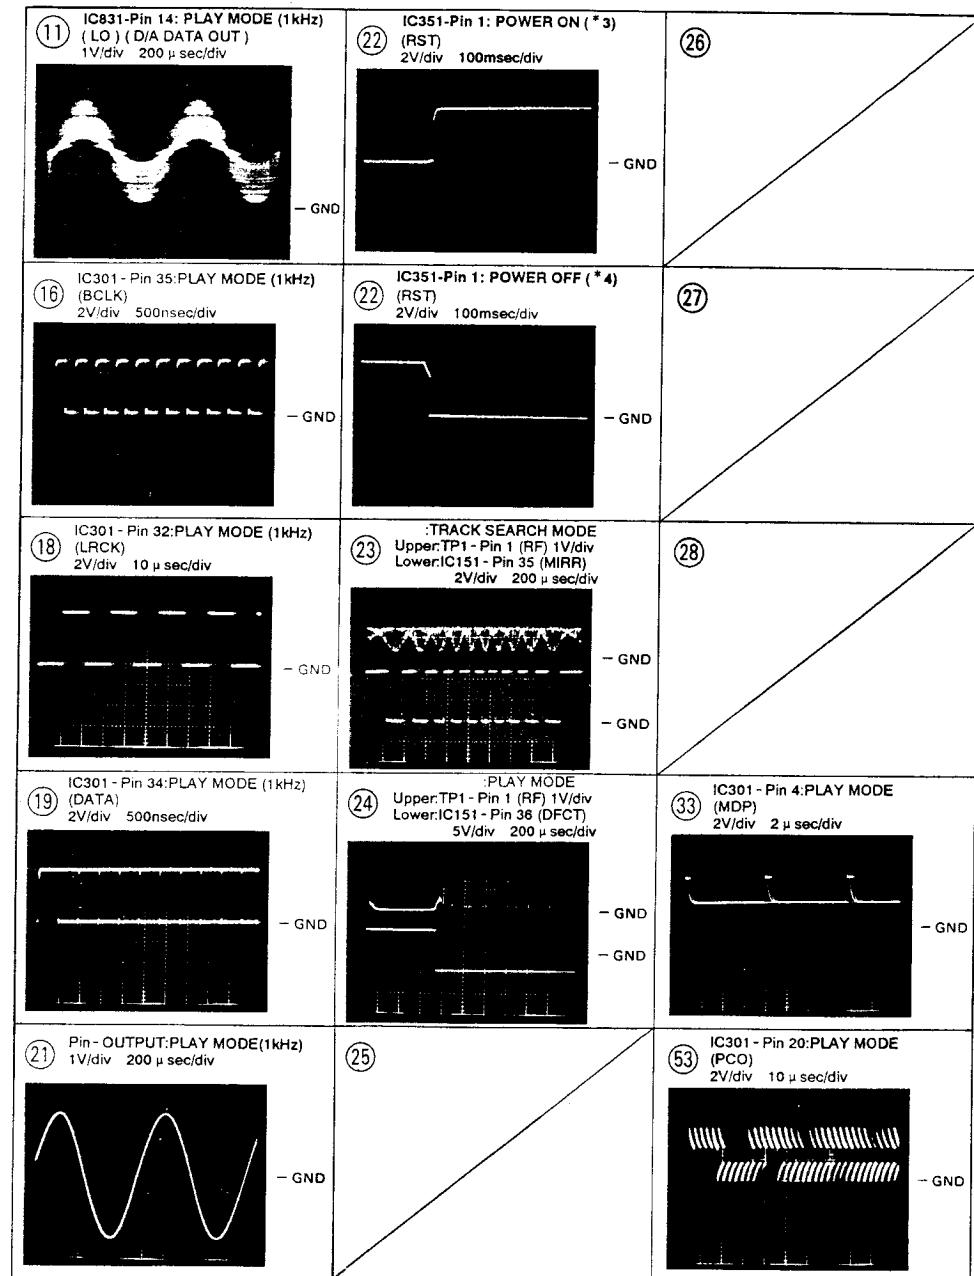 11 IC831-Pin 14: PLAY MODE (1kHz)
( LO ) ( D/A DATA OUT )
1V/div 200 μ sec/div
– GND
22 IC351-Pin 1: POWER ON ( *3)
(RST)
2V/div 100msec/div
– GND
26
16 IC301 - Pin 35:PLAY MODE (1kHz)
(BCLK)
2V/div 500nsec/div
– GND
22 IC351-Pin 1: POWER OFF ( *4)
(RST)
2V/div 100msec/div
– GND
27
18 IC301 - Pin 32:PLAY MODE (1kHz)
(LRCK)
2V/div 10 μ sec/div
– GND
23 :TRACK SEARCH MODE
Upper:TP1 - Pin 1 (RF) 1V/div
Lower:IC151 - Pin 35 (MIRR)
2V/div 200 μ sec/div
– GND
– GND
28
19 IC301 - Pin 34:PLAY MODE (1kHz)
(DATA)
2V/div 500nsec/div
– GND
24 :PLAY MODE
Upper:TP1 - Pin 1 (RF) 1V/div
Lower:IC151 - Pin 36 (DFCT)
5V/div 200 μ sec/div
– GND
– GND
33 IC301 - Pin 4:PLAY MODE
(MDP)
2V/div 2 μ sec/div
– GND
21 Pin - OUTPUT:PLAY MODE(1kHz)
1V/div 200 μ sec/div
– GND
25
53 IC301 - Pin 20:PLAY MODE
(PCO)
2V/div 10 μ sec/div
– GND